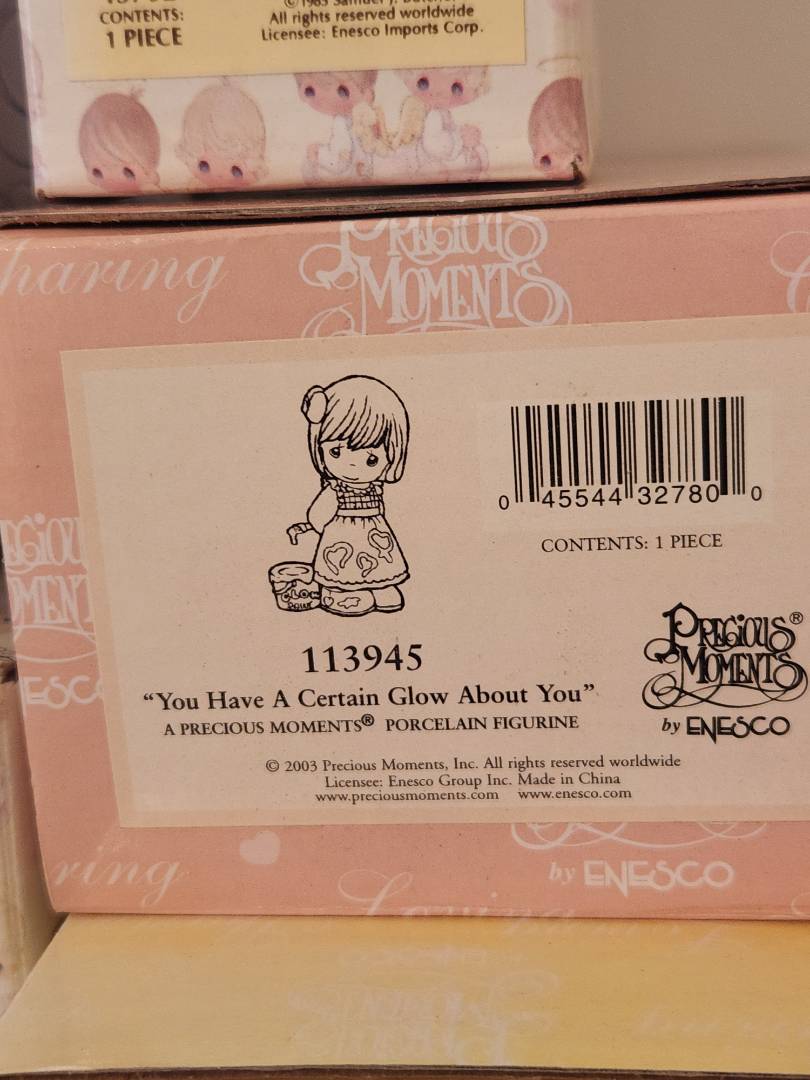 CONTENTS:
1 PIECE
All rights reserved worldwide
Licensee: Enesco Imports Corp.
haring
PRECIOUS
MOMENTS
0 45544 32780 0
CONTENTS: 1 PIECE
GLO
113945
“You Have A Certain Glow About You”
A PRECIOUS MOMENTS® PORCELAIN FIGURINE
PRECIOUS®
MOMENTS
by ENESCO
© 2003 Precious Moments, Inc. All rights reserved worldwide
Licensee: Enesco Group Inc. Made in China
www.preciousmoments.com www.enesco.com
ring
by ENESCO
Loving